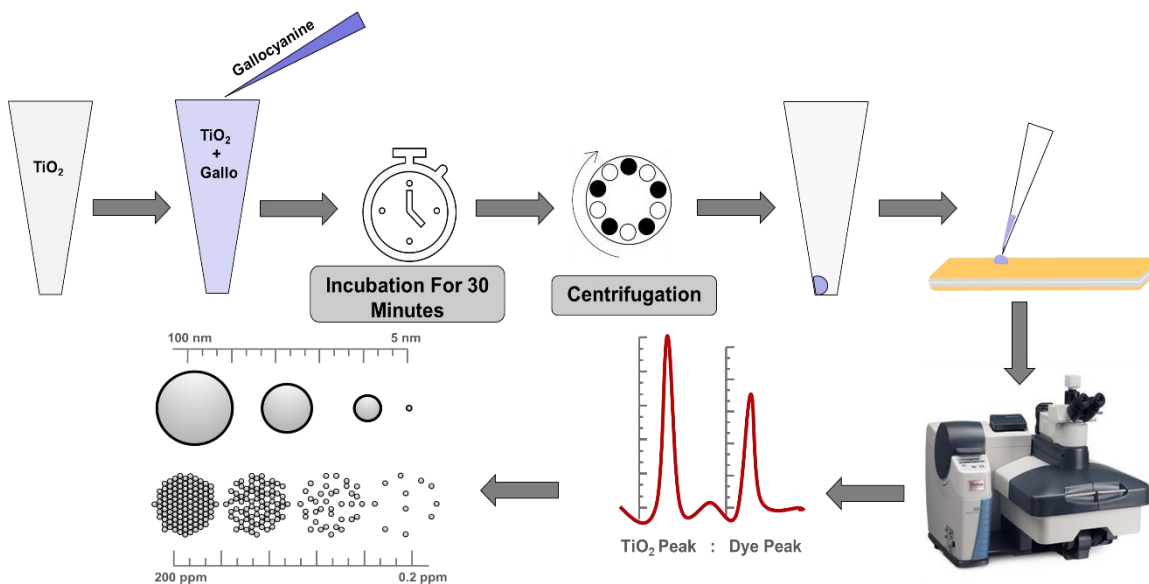 Gallocyanine
TiO₂
TiO₂
+
Gallo
Incubation For 30
Minutes
Centrifugation
100 nm
5 nm
200 ppm
0.2 ppm
TiO₂ Peak : Dye Peak